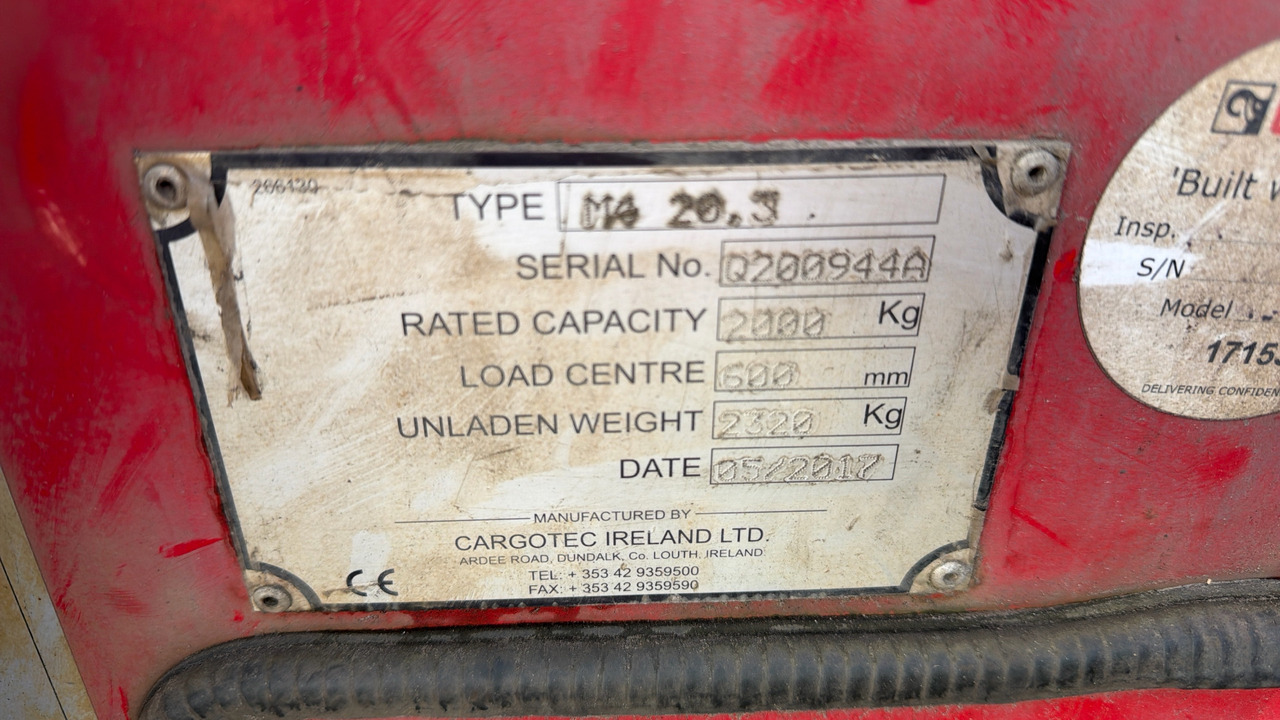 266130
TYPE M4 20.3
SERIAL No. Q200944A
RATED CAPACITY 2000 Kg
LOAD CENTRE 600 mm
UNLADEN WEIGHT 2320 Kg
DATE 05/2017
MANUFACTURED BY
CARGOTEC IRELAND LTD.
ARDEE ROAD, DUNDALK, Co. LOUTH, IRELAND
TEL: + 353 42 9359500
FAX: + 353 42 9359590
CE
'Built
Insp.
S/N
Model
1715
DELIVERING